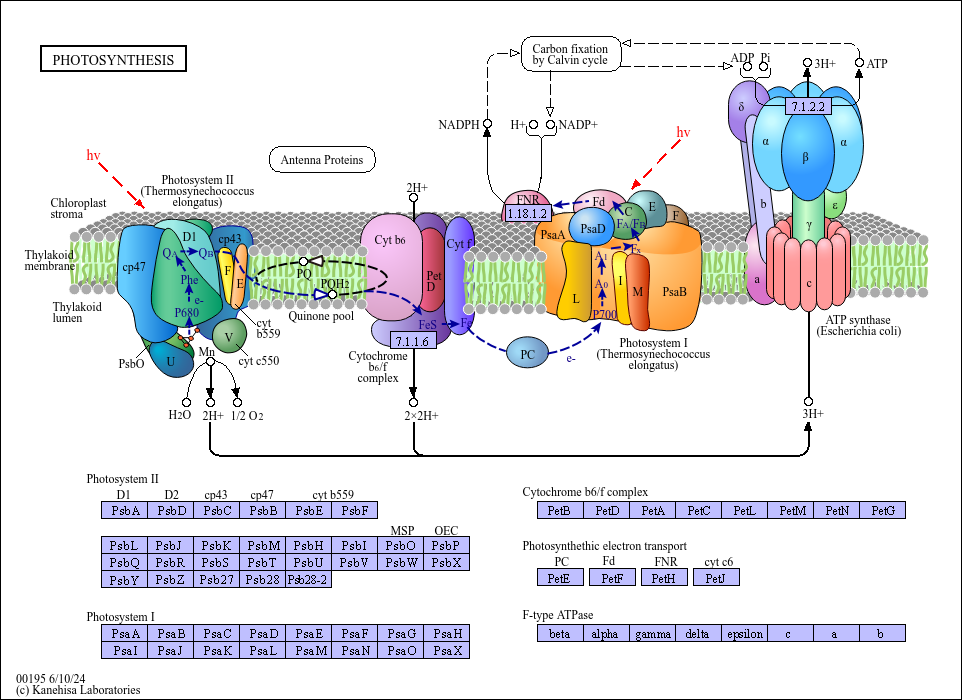 PHOTOSYNTHESIS
Carbon fixation
by Calvin cycle
ADP
Pi
3H+
ATP
7.1.2.2
NADPH
H+
NADP+
hν
hν
Antenna Proteins
Photosystem II
(Thermosynechococcus
elongatus)
2H+
Chloroplast
stroma
FNR
1.18.1.2
Fd
E
F
C
FA/FB
PsaA
PsaD
δ
α
β
α
b
ε
γ
D1
cp43
QA
QB
cp47
Cyt b6
Cyt f
Thylakoid
membrane
F
E
PQ
PQH2
Pet
D
Fx
A1
A0
L
I
M
PsaB
a
c
Phe
e-
P680
Quinone pool
FeS
Fe
P700
Thylakoid
lumen
cyt
b559
V
Mn
PsbO
U
cyt c550
7.1.1.6
Cytochrome
b6/f
complex
PC
e-
Photosystem I
(Thermosynechococcus
elongatus)
ATP synthase
(Escherichia coli)
H2O
2H+
1/2 O2
2×2H+
3H+
Photosystem II
D1 D2 cp43 cp47 cyt b559
PsbA PsbD PsbC PsbB PsbE PsbF
MSP OEC
PsbL PsbJ PsbK PsbM PsbH PsbI PsbO PsbP
PsbQ PsbR PsbS PsbT PsbU PsbV PsbW PsbX
PsbY PsbZ Psb27 Psb28 Psb28-2
Photosystem I
PsaA PsaB PsaC PsaD PsaE PsaF PsaG PsaH
PsaI PsaJ PsaK PsaL PsaM PsaN PsaO PsaX
Cytochrome b6/f complex
PetB PetD PetA PetC PetL PetM PetN PetG
Photosynthethic electron transport
PC Fd FNR cyt c6
PetE PetF PetH PetJ
F-type ATPase
beta alpha gamma delta epsilon c a b
00195 6/10/24
(c) Kanehisa Laboratories